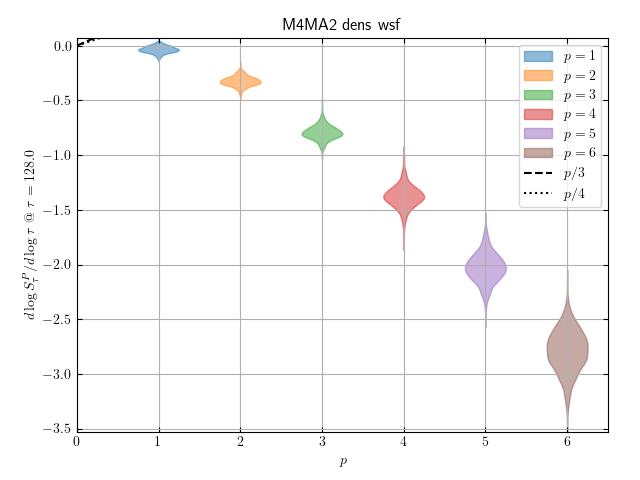 M4MA2 dens wsf
0.0
−0.5
−1.0
−1.5
−2.0
−2.5
−3.0
−3.5
d log S_τ^P / d log τ @ τ = 128.0
0 1 2 3 4 5 6
p
p = 1
p = 2
p = 3
p = 4
p = 5
p = 6
p/3
p/4